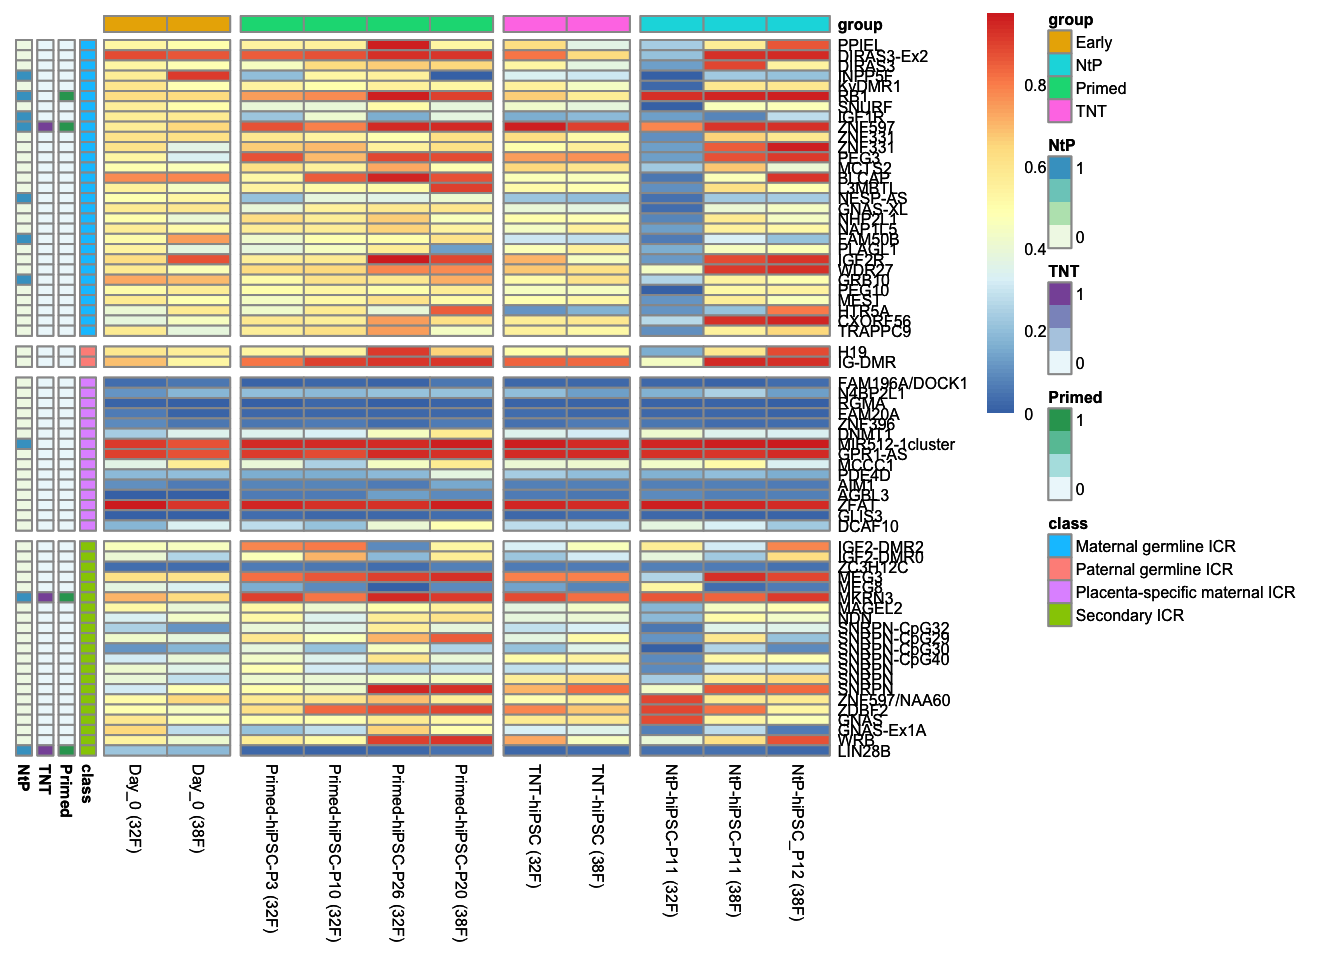 group
PPIEL
DIRAS3-Ex2
DIRAS3
INPP5F
KvDMR1
RB1
SNURF
IGF1R
ZNF597
ZNF331
ZNF331
PEG3
MCTS2
BLCAP
L3MBTL
NESP-AS
GNAS-XL
NHP2L1
NAP1L5
FAM50B
PLAGL1
IGF2R
WDR27
GRB10
PEG10
MEST
HTR5A
CXORF56
TRAPPC9
H19
IG-DMR
FAM196A/DOCK1
N4BP2L1
RGMA
FAM20A
ZNF396
DNMT1
MIR512-1cluster
GPR1-AS
MCCC1
PDE4D
AIM1
AGBL3
ZFAT
GLIS3
DCAF10
IGF2-DMR2
IGF2-DMR0
ZC3H12C
MEG3
MEG8
MKRN3
MAGEL2
NDN
SNRPN-CpG32
SNRPN-CpG29
SNRPN-CpG30
SNRPN-CpG40
SNRPN
SNRPN
SNRPN
ZNF597/NAA60
ZDBF2
GNAS
GNAS-Ex1A
WRB
LIN28B
NtP
TNT
Primed
class
Day_0 (32F)
Day_0 (38F)
Primed-hiPSC-P3 (32F)
Primed-hiPSC-P10 (32F)
Primed-hiPSC-P26 (32F)
Primed-hiPSC-P20 (38F)
TNT-hiPSC (32F)
TNT-hiPSC (38F)
NtP-hiPSC-P11 (32F)
NtP-hiPSC-P11 (38F)
NtP-hiPSC_P12 (38F)
0.8
0.6
0.4
0.2
0
group
Early
NtP
Primed
TNT
NtP
1
0
TNT
1
0
Primed
1
0
class
Maternal germline ICR
Paternal germline ICR
Placenta-specific maternal ICR
Secondary ICR